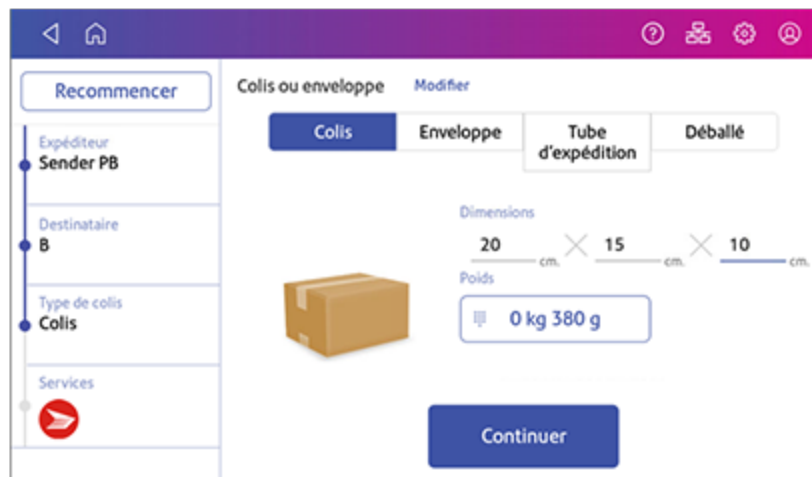 Recommencer
Expéditeur
Sender PB
Destinataire
B
Type de colis
Colis
Services
Colis ou enveloppe Modifier
Colis Enveloppe Tube d'expédition Déballé
Dimensions
20 cm. 15 cm. 10 cm.
Poids
0 kg 380 g
Continuer